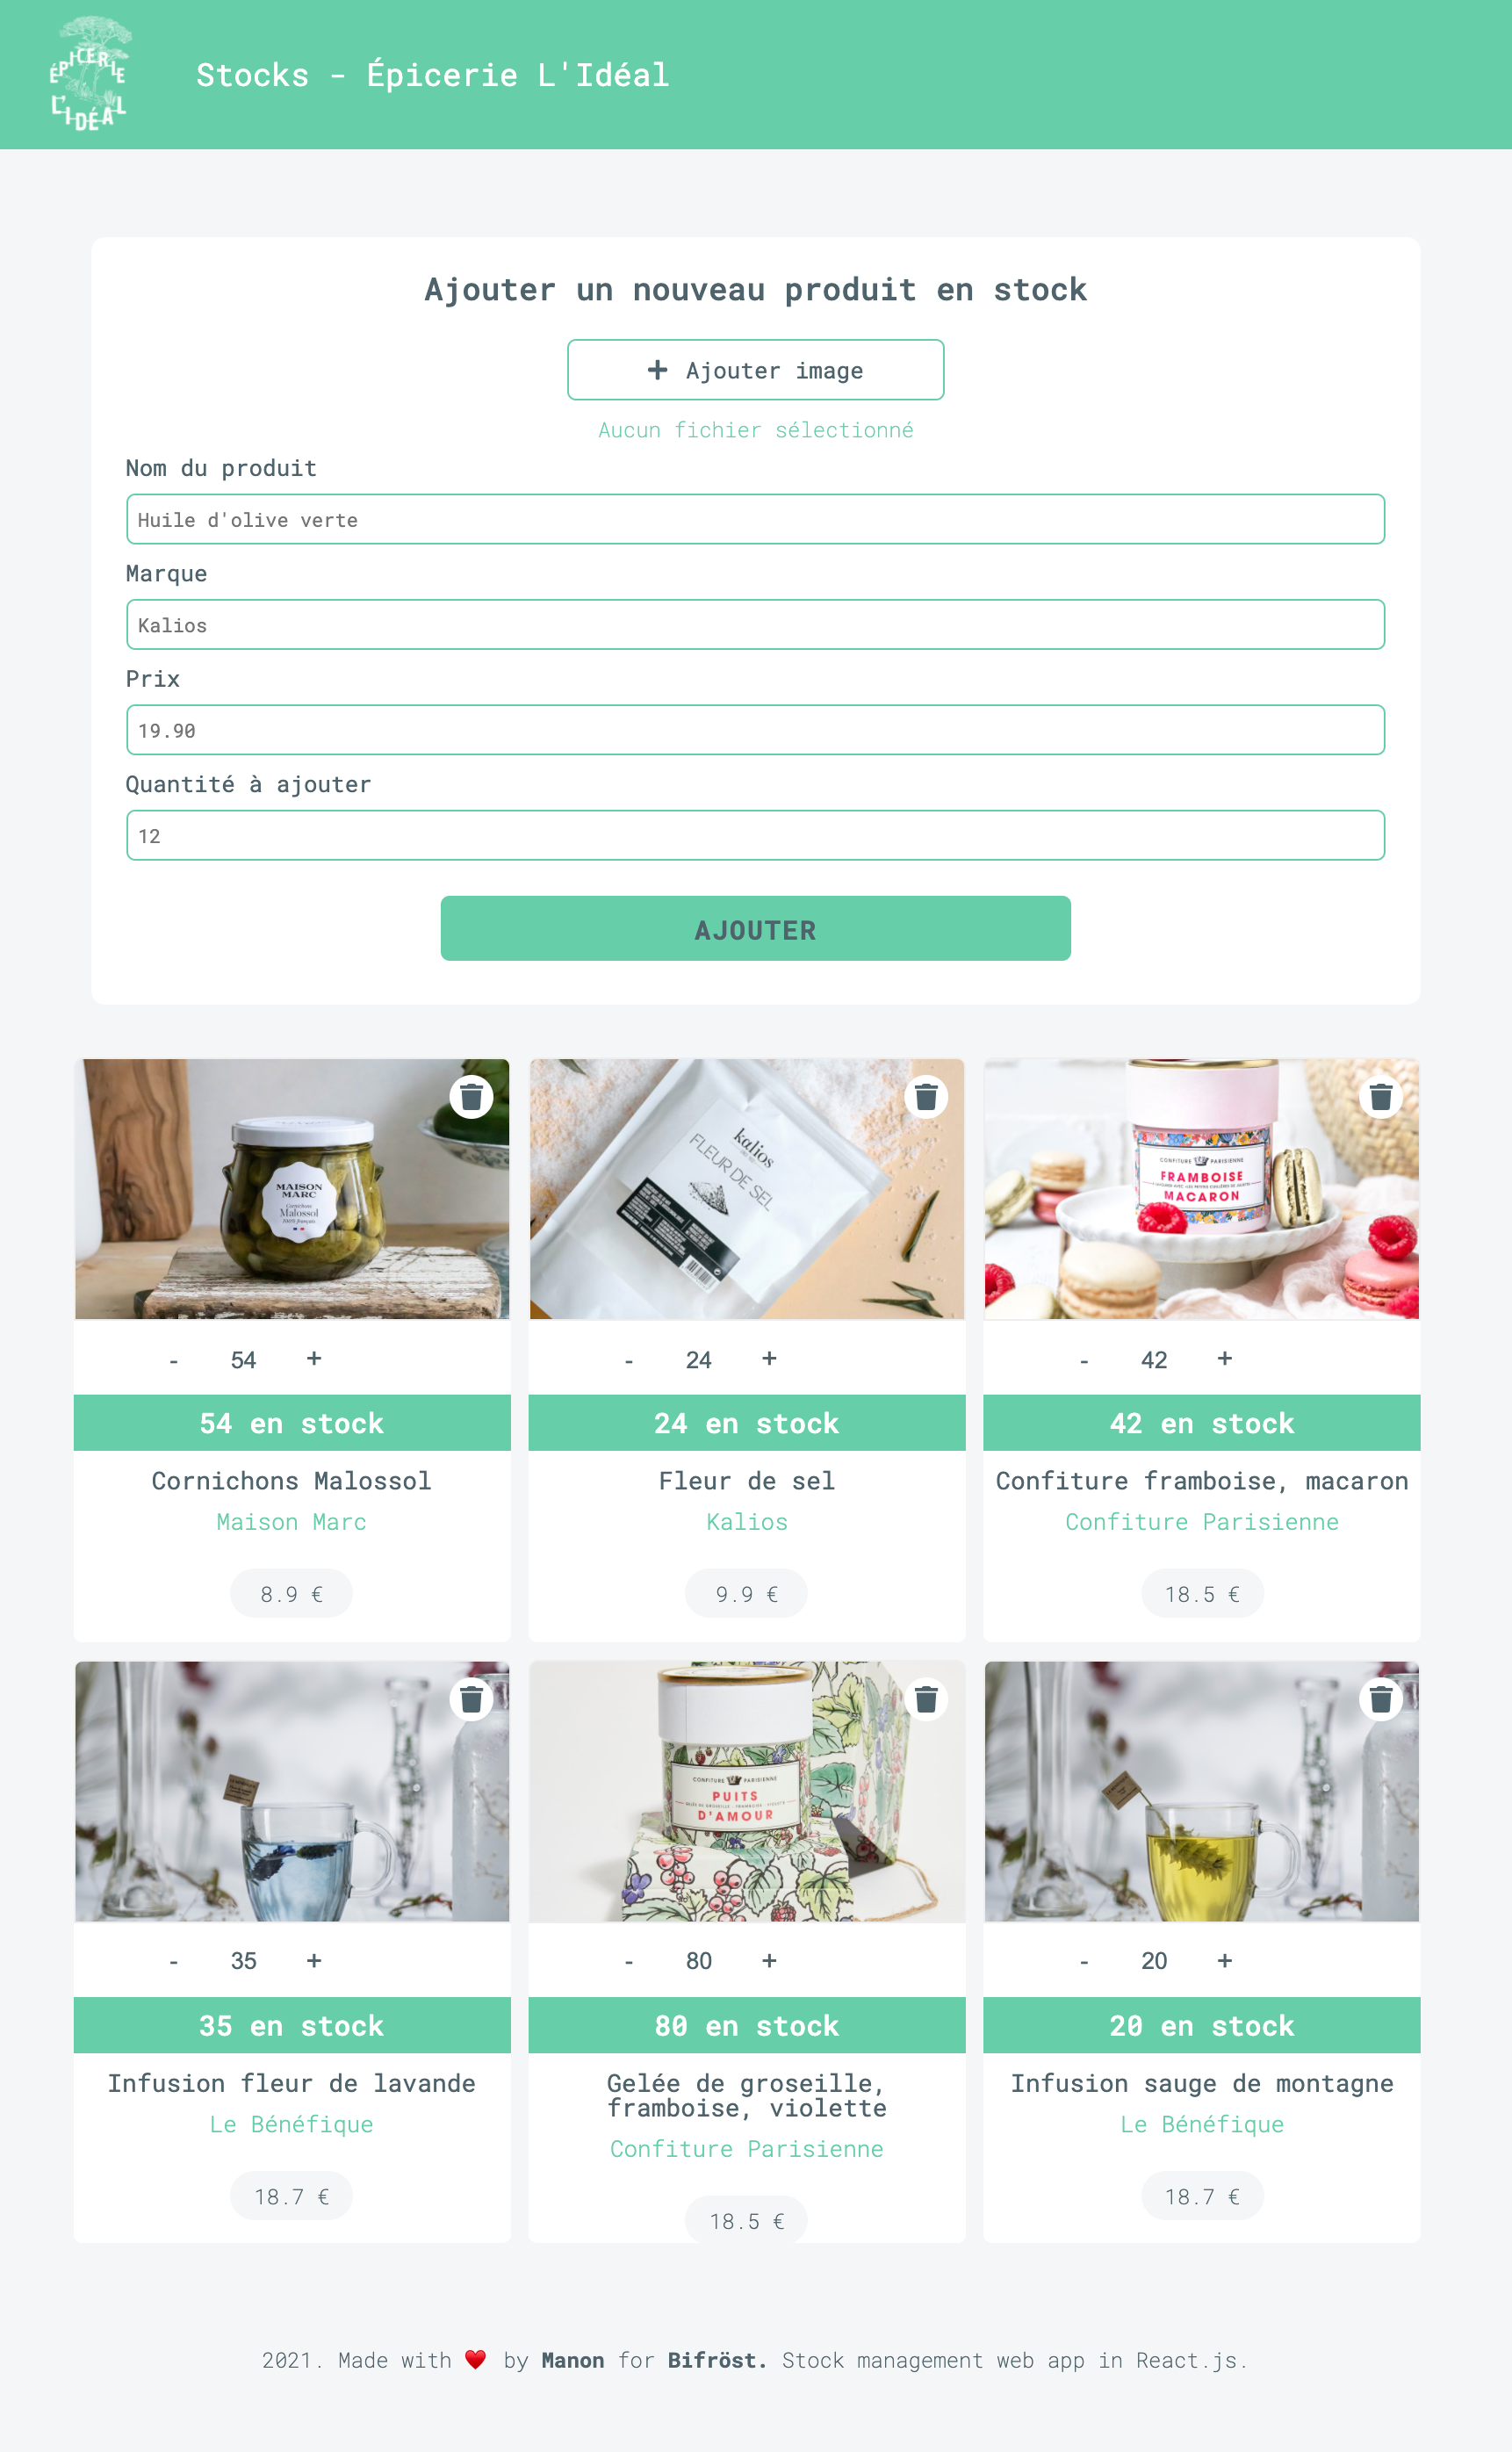 ÉPICERIE
L'IDÉAL
Stocks - Épicerie L'Idéal
Ajouter un nouveau produit en stock
+ Ajouter image
Aucun fichier sélectionné
Nom du produit
Huile d'olive verte
Marque
Kalios
Prix
19.90
Quantité à ajouter
12
AJOUTER
MAISON
MARC
Cornichons
Malossol
100% français
kalios
FLEUR DE SEL
CONFITURE PARISIENNE
FRAMBOISE
MACARON
- 54 +
- 24 +
- 42 +
54 en stock
24 en stock
42 en stock
Cornichons Malossol
Fleur de sel
Confiture framboise, macaron
Maison Marc
Kalios
Confiture Parisienne
8.9 €
9.9 €
18.5 €
CONFITURE PARISIENNE
PUITS
D'AMOUR
- 35 +
- 80 +
- 20 +
35 en stock
80 en stock
20 en stock
Infusion fleur de lavande
Gelée de groseille,
framboise, violette
Infusion sauge de montagne
Le Bénéfique
Confiture Parisienne
Le Bénéfique
18.7 €
18.5 €
18.7 €
2021. Made with ❤️ by Manon for Bifröst. Stock management web app in React.js.